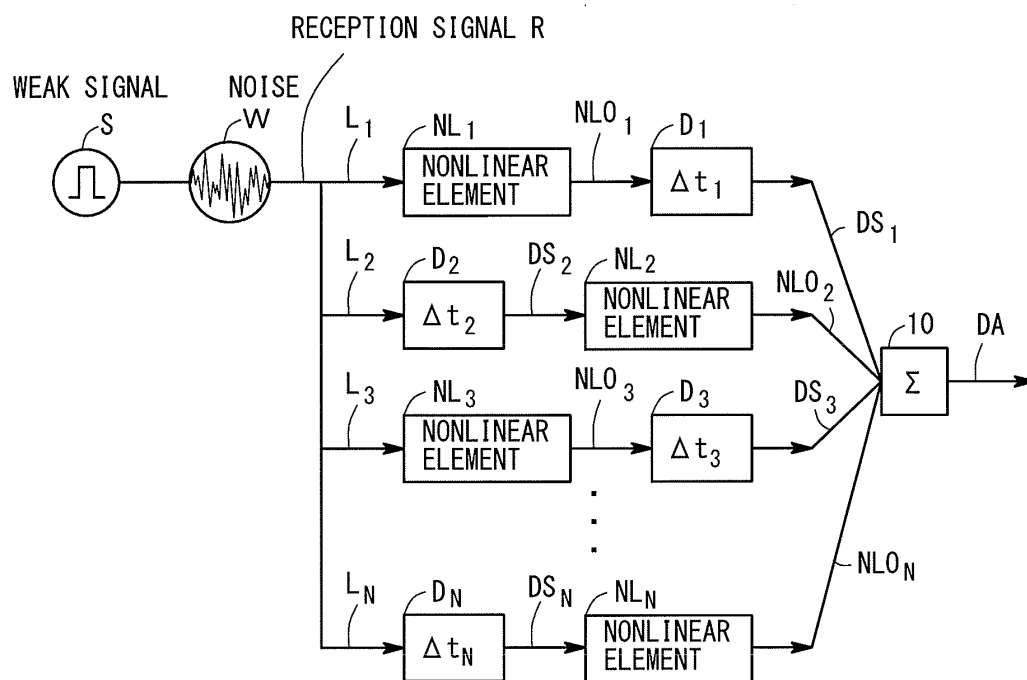 RECEPTION SIGNAL R
WEAK SIGNAL
S
NOISE
W
L1
NL1
NONLINEAR
ELEMENT
NLO1
D1
Δt1
DS1
L2
D2
Δt2
DS2
NL2
NONLINEAR
ELEMENT
NLO2
10
Σ
DA
L3
NL3
NONLINEAR
ELEMENT
NLO3
D3
Δt3
DS3
LN
DN
ΔtN
DSN
NLN
NONLINEAR
ELEMENT
NLON